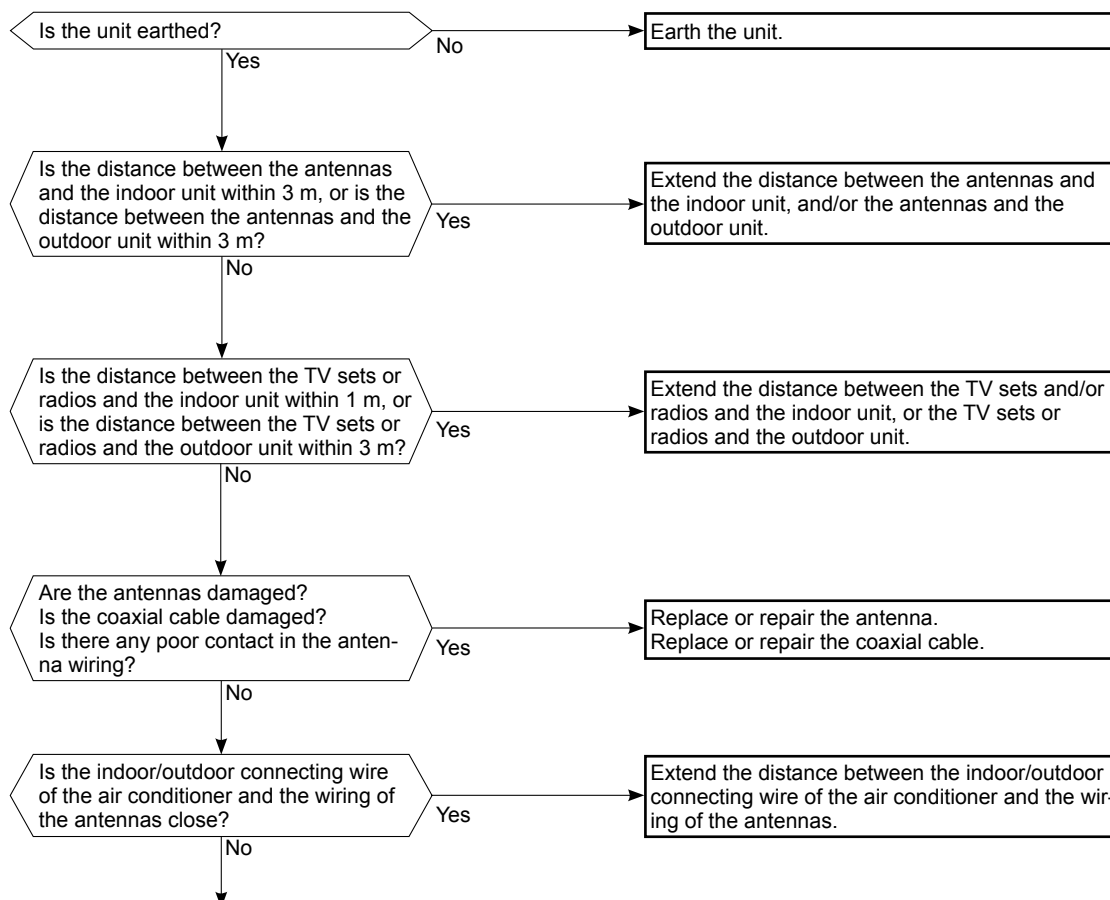 Is the unit earthed?
No
Earth the unit.
Yes
Is the distance between the antennas
and the indoor unit within 3 m, or is the
distance between the antennas and the
outdoor unit within 3 m?
Yes
Extend the distance between the antennas and
the indoor unit, and/or the antennas and the
outdoor unit.
No
Is the distance between the TV sets or
radios and the indoor unit within 1 m, or
is the distance between the TV sets or
radios and the outdoor unit within 3 m?
Yes
Extend the distance between the TV sets and/or
radios and the indoor unit, or the TV sets or
radios and the outdoor unit.
No
Are the antennas damaged?
Is the coaxial cable damaged?
Is there any poor contact in the anten-
na wiring?
Yes
Replace or repair the antenna.
Replace or repair the coaxial cable.
No
Is the indoor/outdoor connecting wire
of the air conditioner and the wiring of
the antennas close?
Yes
Extend the distance between the indoor/outdoor
connecting wire of the air conditioner and the wir-
ing of the antennas.
No